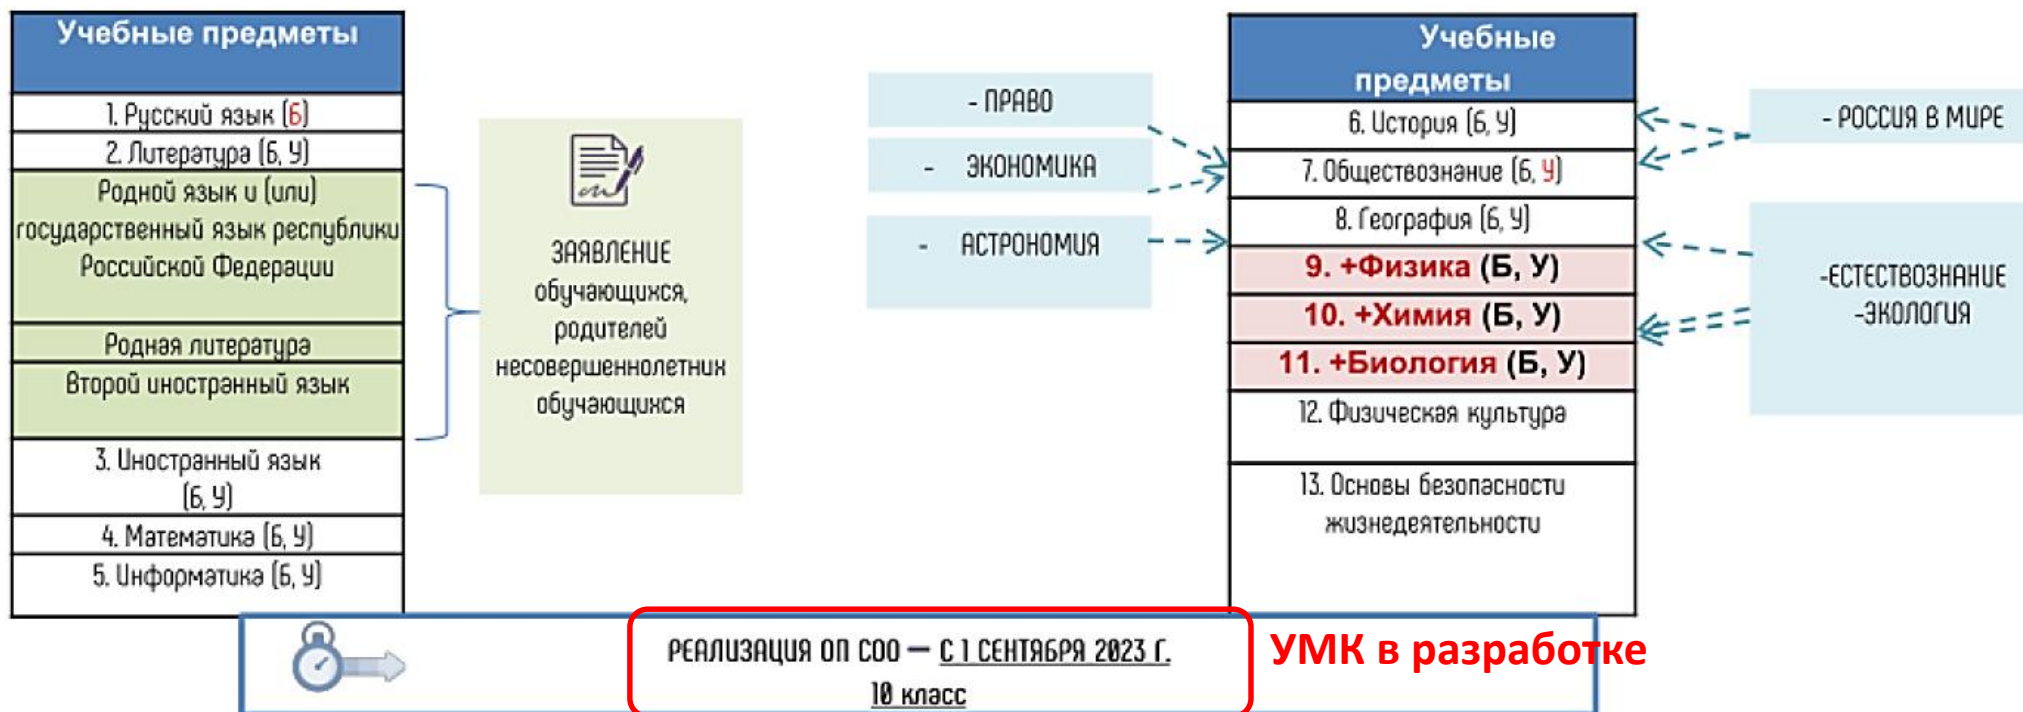 Учебные предметы
1. Русский язык (Б)
2. Литература (Б, У)
Родной язык и (или)
государственный язык республики
Российской Федерации
Родная литература
Второй иностранный язык
3. Иностранный язык
(Б, У)
4. Математика (Б, У)
5. Информатика (Б, У)
ЗАЯВЛЕНИЕ
обучающихся,
родителей
несовершеннолетних
обучающихся
- ПРАВО
- ЭКОНОМИКА
- АСТРОНОМИЯ
Учебные
предметы
6. История (Б, У)
7. Обществознание (Б, У)
8. География (Б, У)
9. +Физика (Б, У)
10. +Химия (Б, У)
11. +Биология (Б, У)
12. Физическая культура
13. Основы безопасности
жизнедеятельности
- РОССИЯ В МИРЕ
-ЕСТЕСТВОЗНАНИЕ
-ЭКОЛОГИЯ
РЕАЛИЗАЦИЯ ОП СОО — С 1 СЕНТЯБРЯ 2023 Г.
10 класс
УМК в разработке